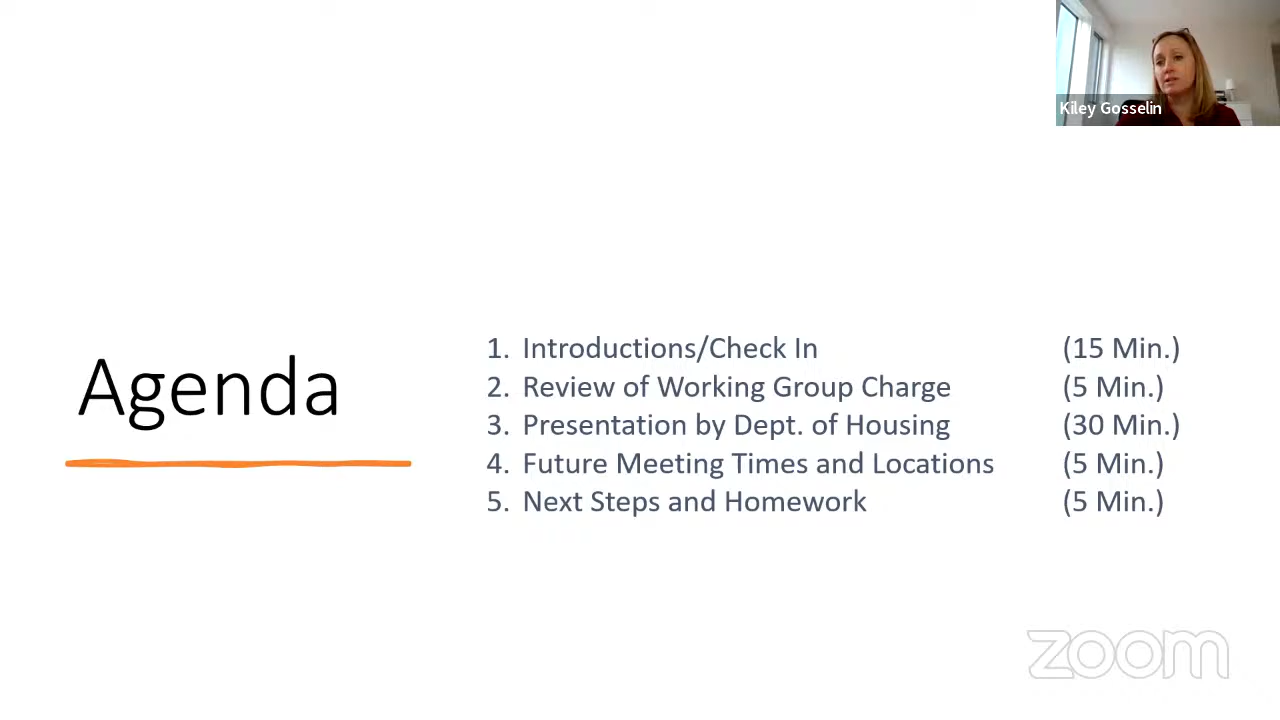 Kiley Gosselin
Agenda
1. Introductions/Check In (15 Min.)
2. Review of Working Group Charge (5 Min.)
3. Presentation by Dept. of Housing (30 Min.)
4. Future Meeting Times and Locations (5 Min.)
5. Next Steps and Homework (5 Min.)
zoom